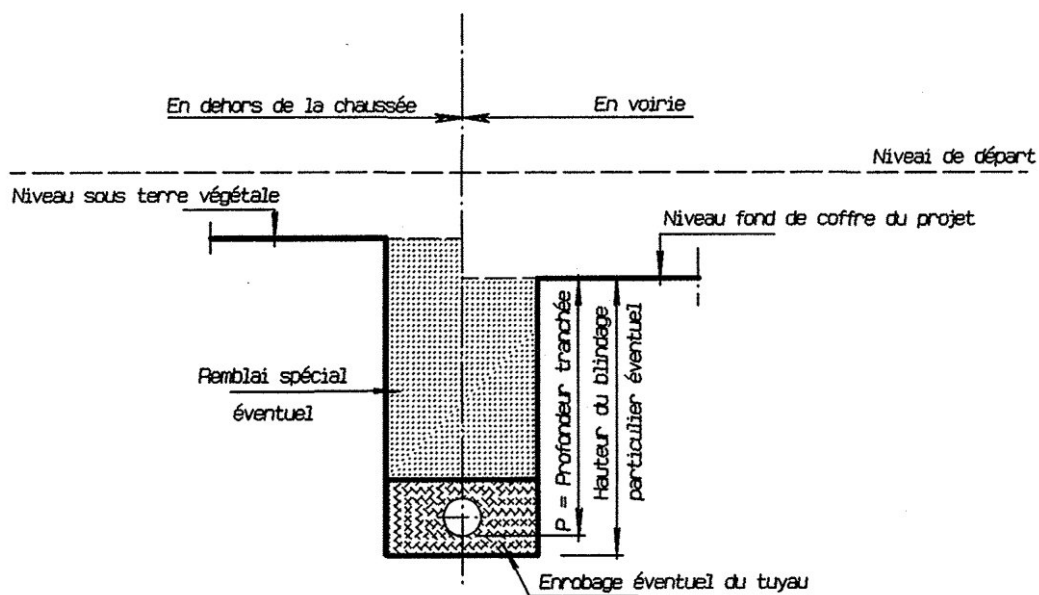 En dehors de la chaussée
En voirie
Niveai de départ
Niveau sous terre végétale
Niveau fond de coffre du projet
Remblai spécial
éventuel
P = Profondeur tranchée
Hauteur du blindage
particulier éventuel
Enrobage éventuel du tuyau